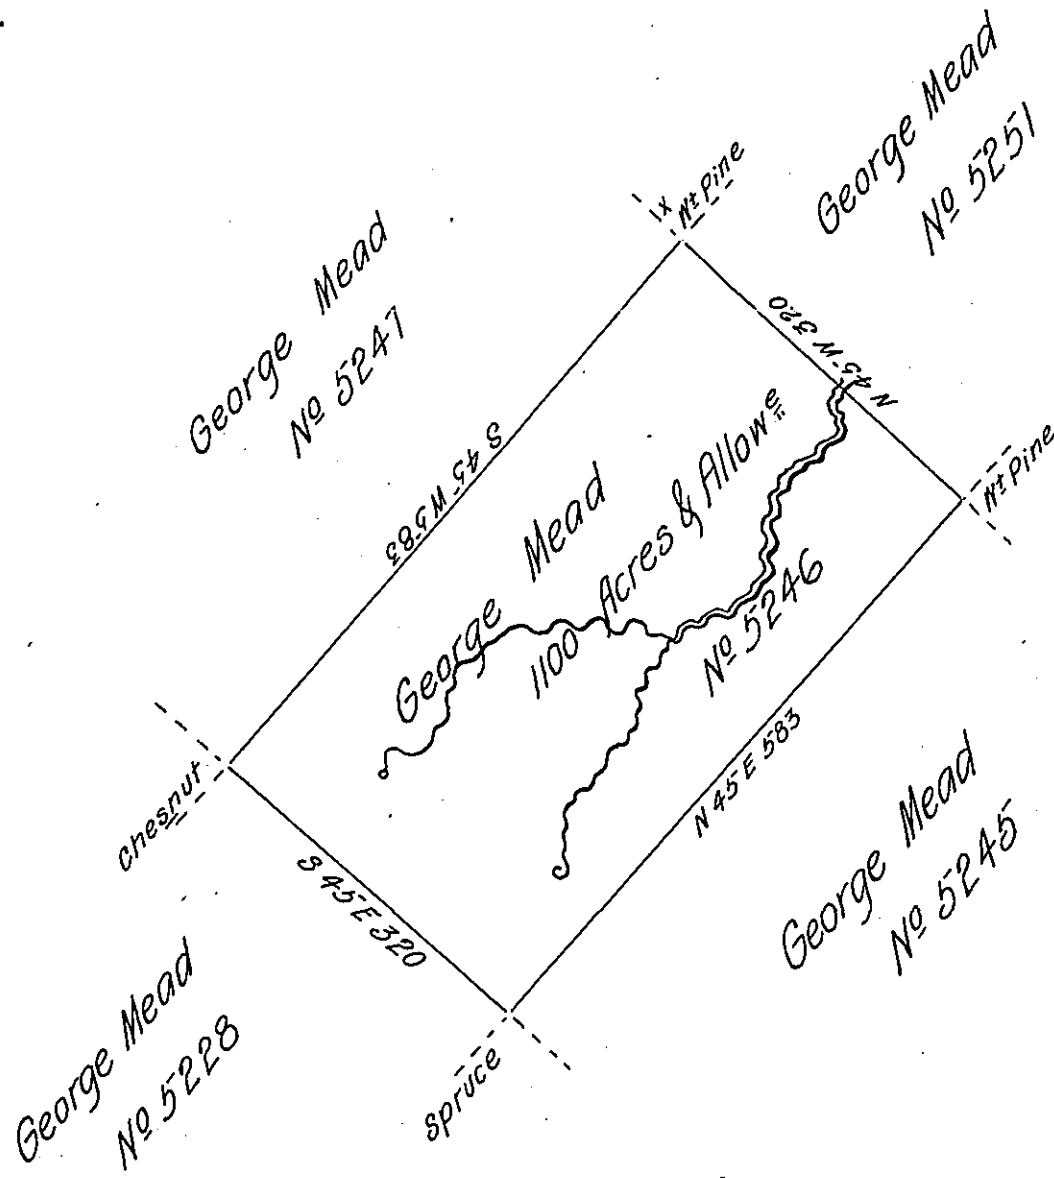 George Mead
No 5251
Wt Pine
George Mead
No 5247
N 45 W 320
S 45 W 583
Wt Pine
George Mead
1100 Acres & Allowe
No 5246
N 45 E 583
chesnut
S 45 E 320
George Mead
No 5245
George Mead
No 5228
spruce